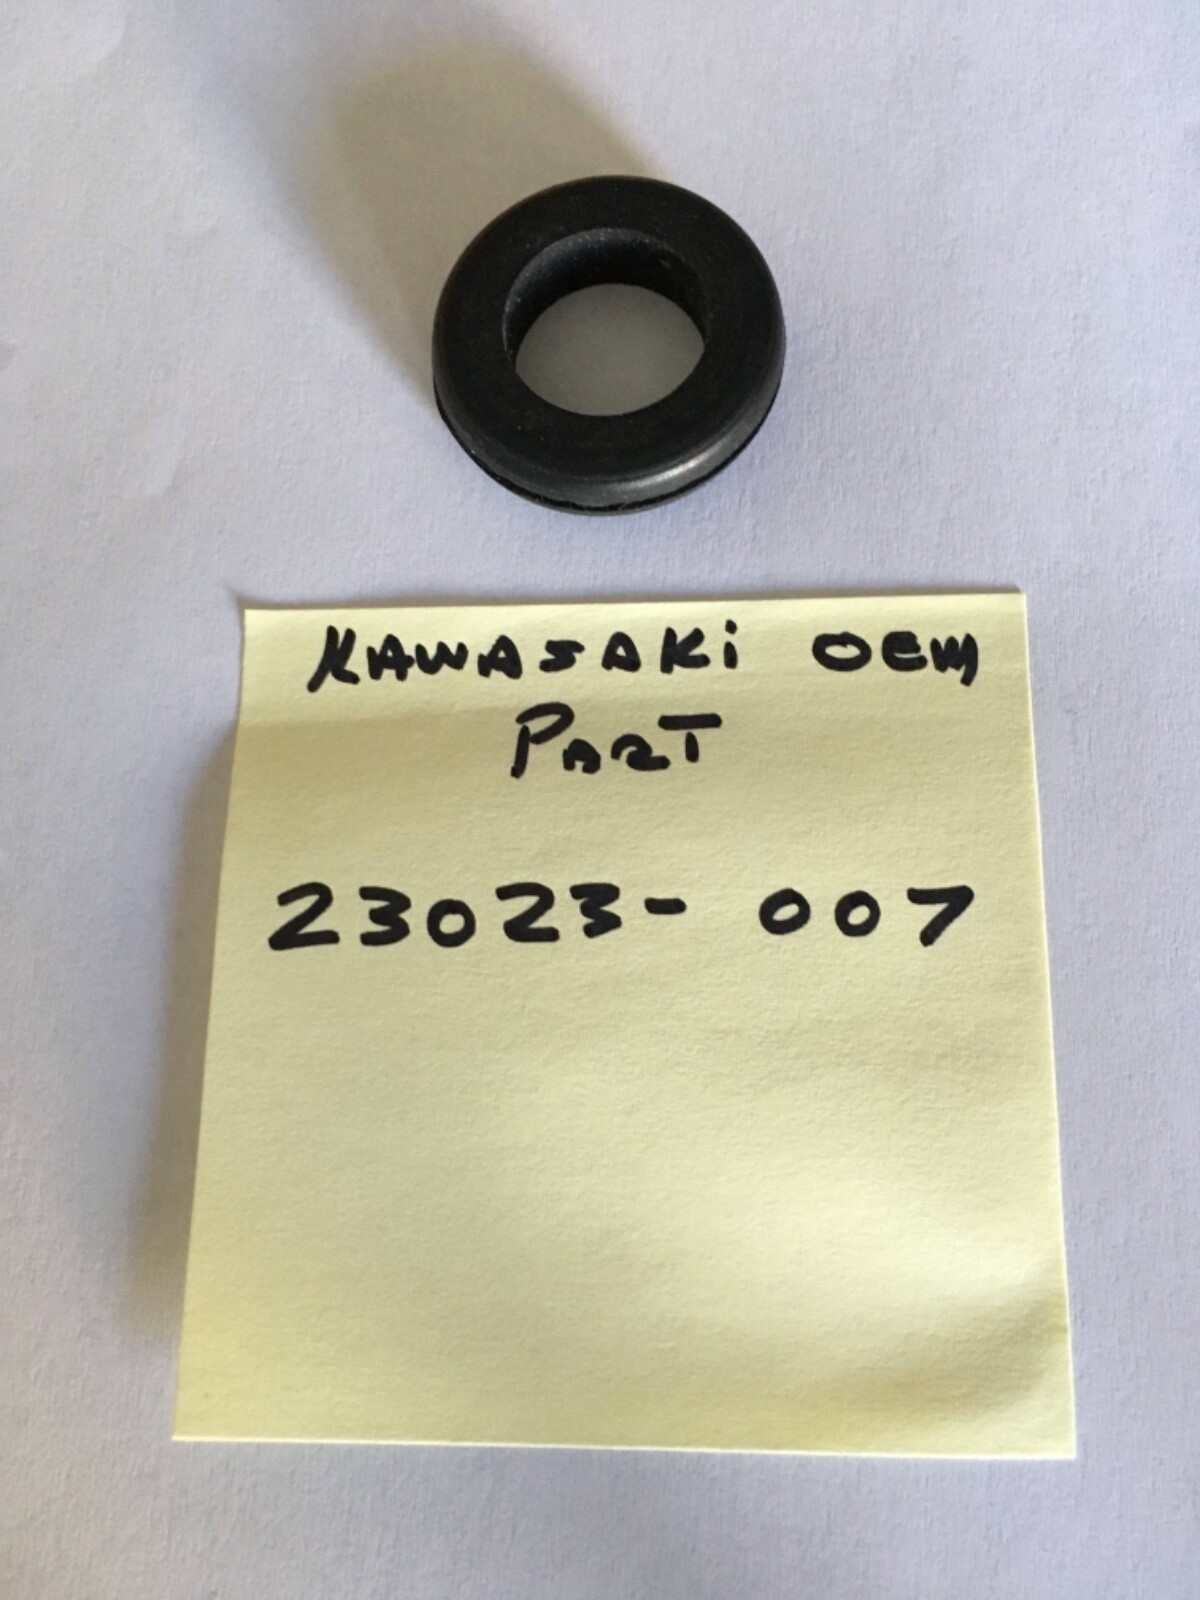 KAWASAKi OEM
PART
23023- 007